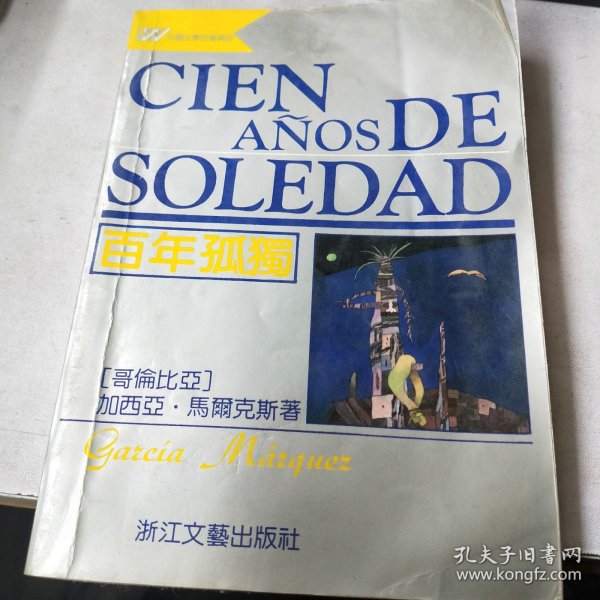 W
CIEN
AÑOS DE
SOLEDAD
百年孤獨
[哥倫比亞]
加西亞·馬爾克斯著
García Márquez
浙江文藝出版社
孔夫子旧书网
www.kongfz.com